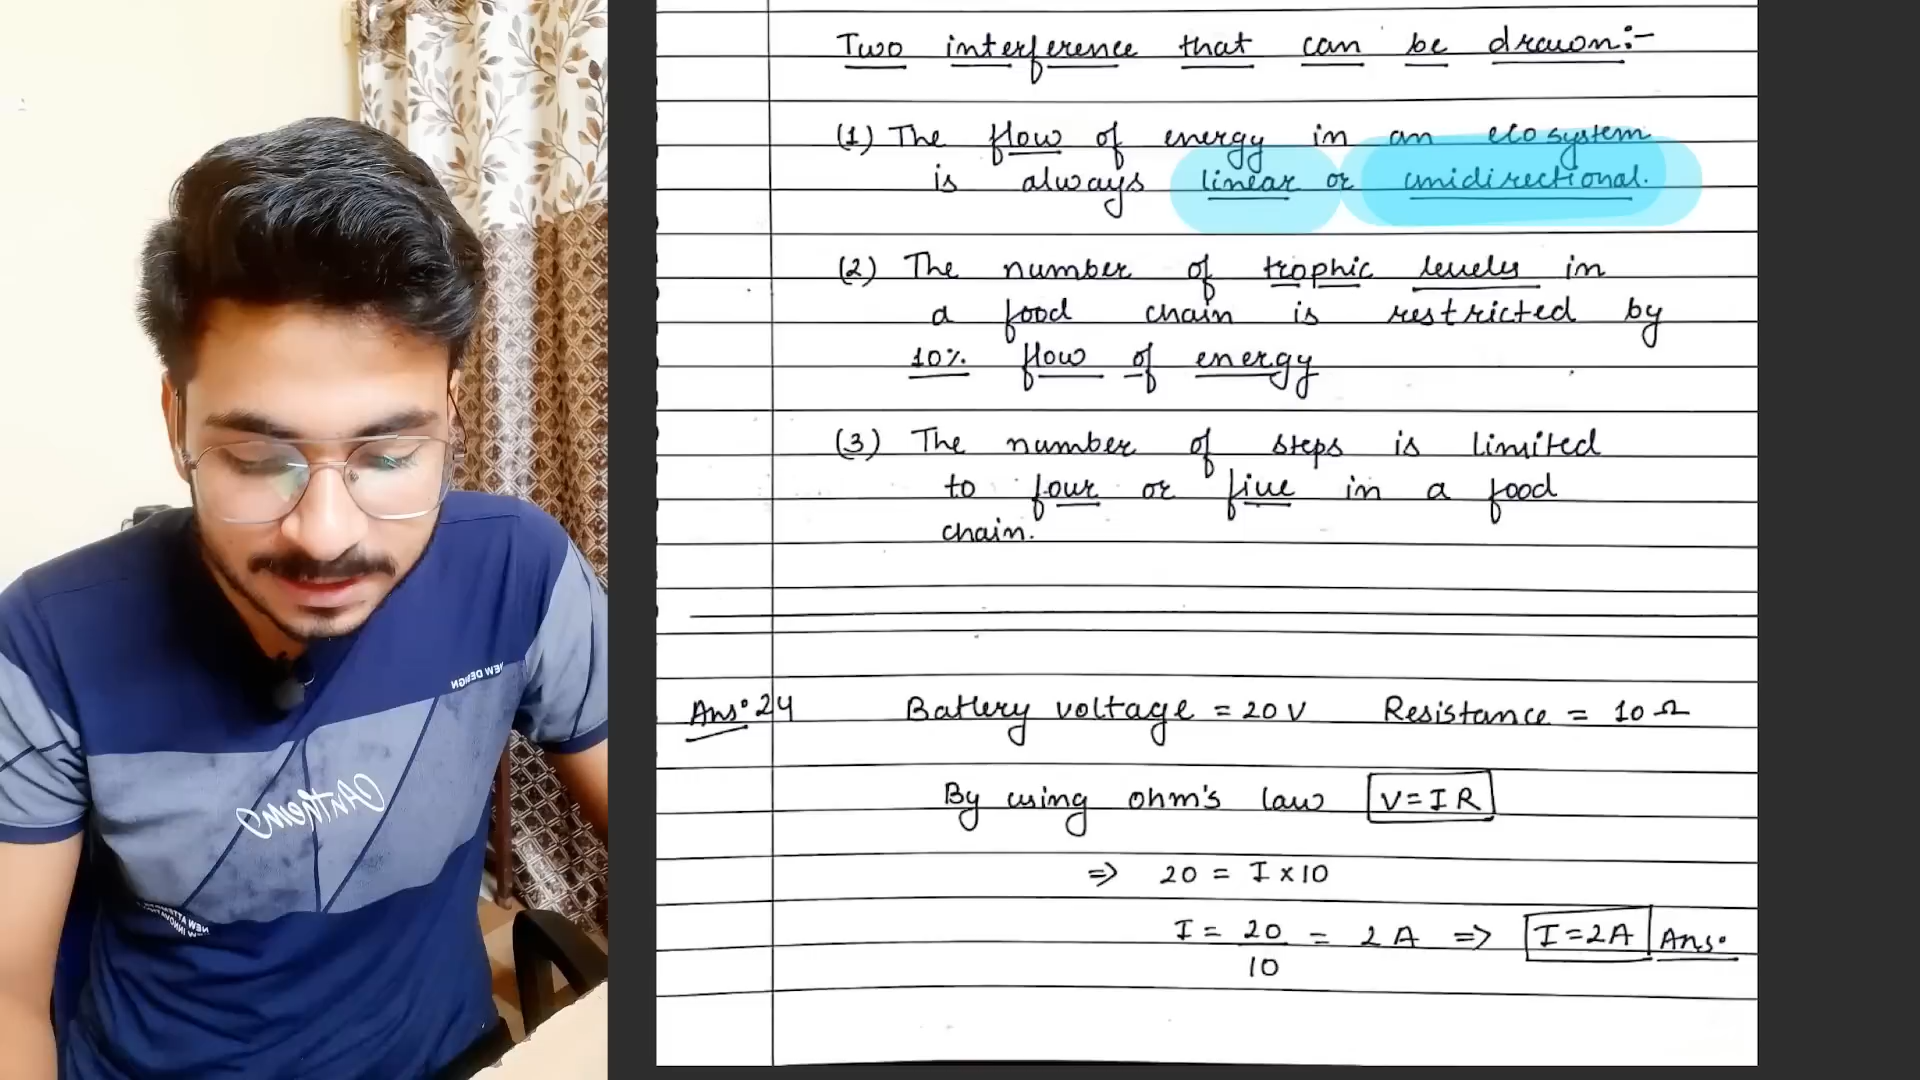 Two interference that can be drawn:-
(1) The flow of energy in an eco system
is always linear or unidirectional.
(2) The number of trophic levels in
a food chain is restricted by
10% flow of energy
(3) The number of steps is limited
to four or five in a food
chain.
Ans: 24 Battery voltage = 20 V Resistance = 10 Ω
By using ohm's law V = I R
⇒ 20 = I × 10
I = 20/10 = 2 A ⇒ I = 2A Ans.
NEW DESIGN
Anthem